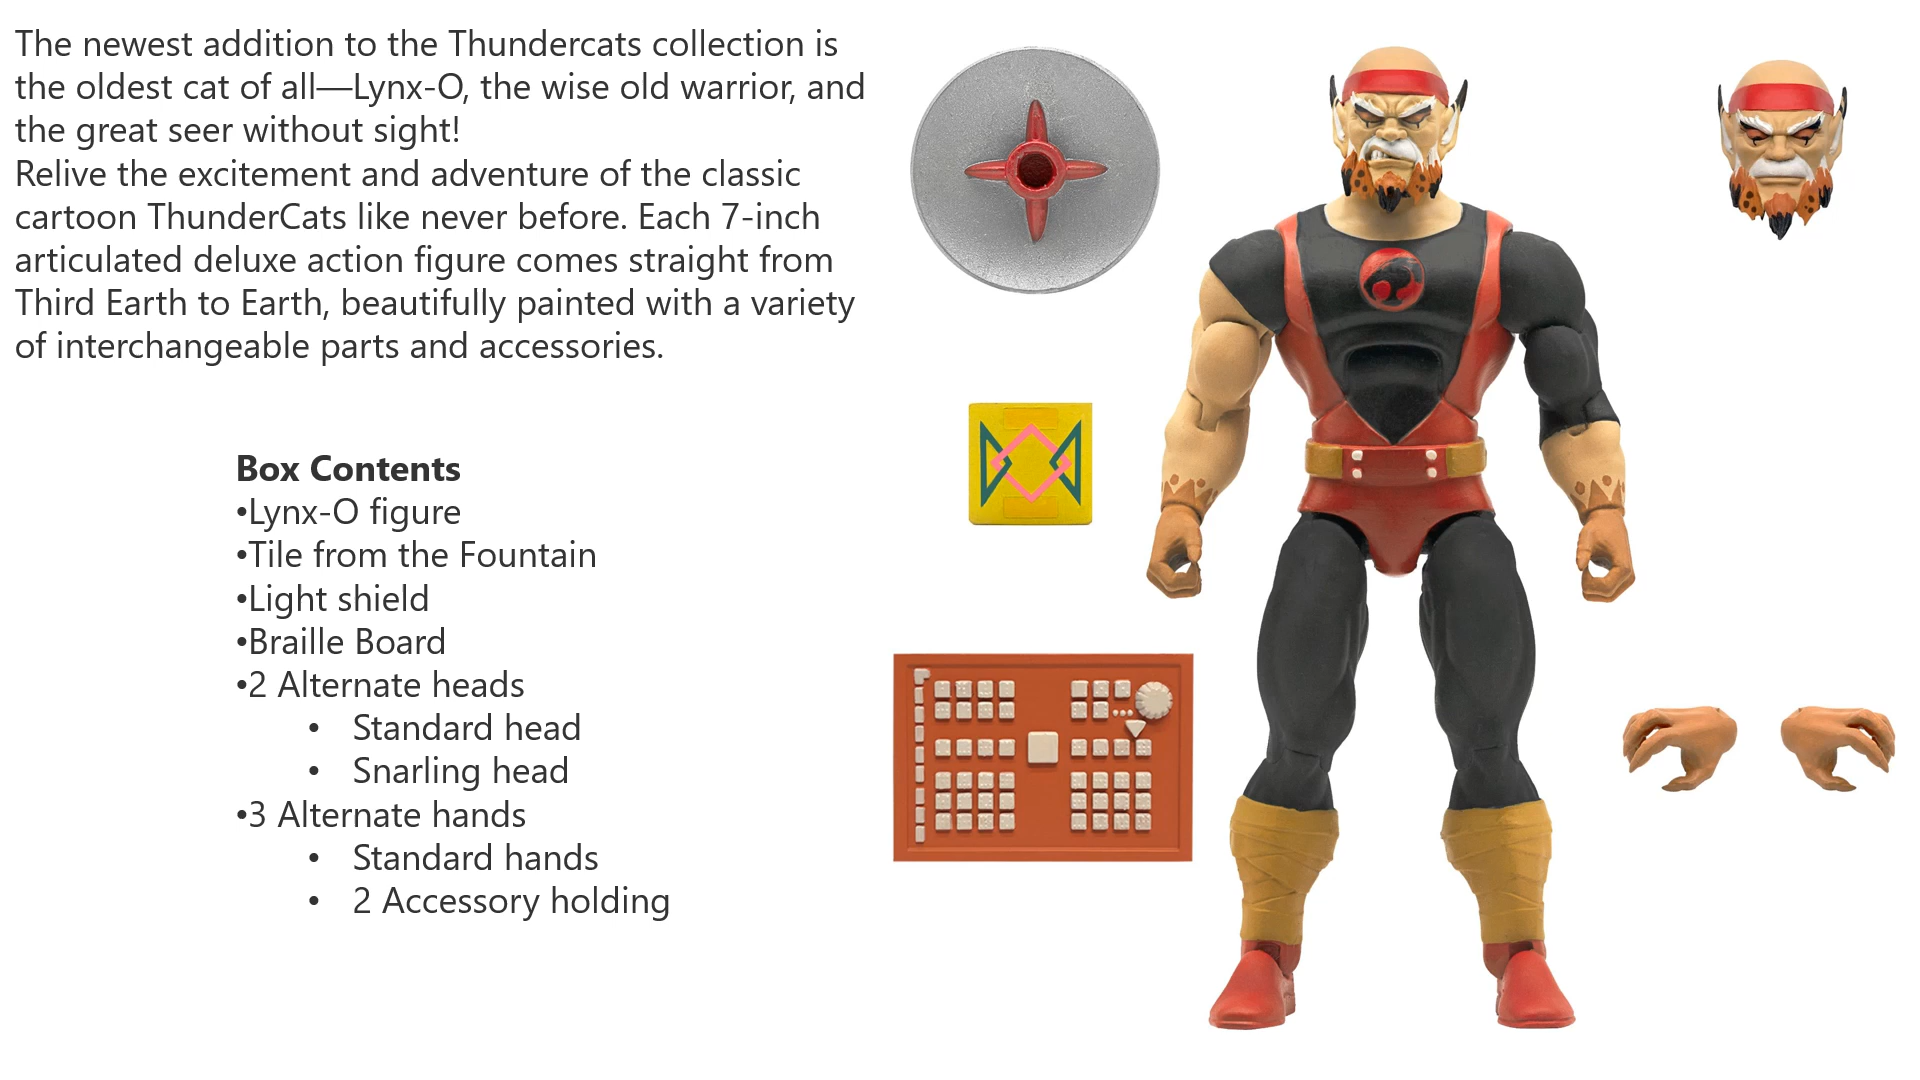 The newest addition to the Thundercats collection is
the oldest cat of all—Lynx-O, the wise old warrior, and
the great seer without sight!
Relive the excitement and adventure of the classic
cartoon ThunderCats like never before. Each 7-inch
articulated deluxe action figure comes straight from
Third Earth to Earth, beautifully painted with a variety
of interchangeable parts and accessories.
Box Contents
•Lynx-O figure
•Tile from the Fountain
•Light shield
•Braille Board
•2 Alternate heads
• Standard head
• Snarling head
•3 Alternate hands
• Standard hands
• 2 Accessory holding